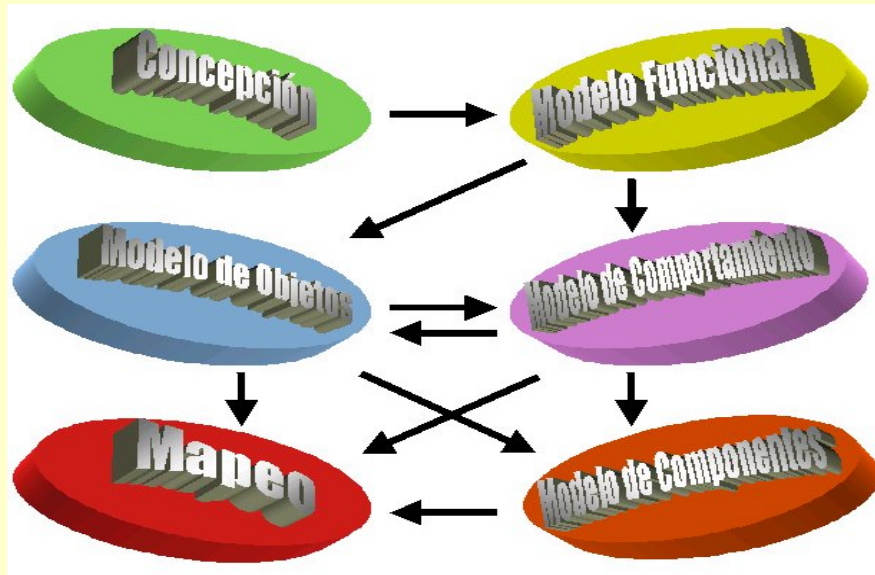 Concepción
Modelo Funcional
Modelo de Objetos
Modelo de Comportamiento
Mapeo
Modelo de Componentes